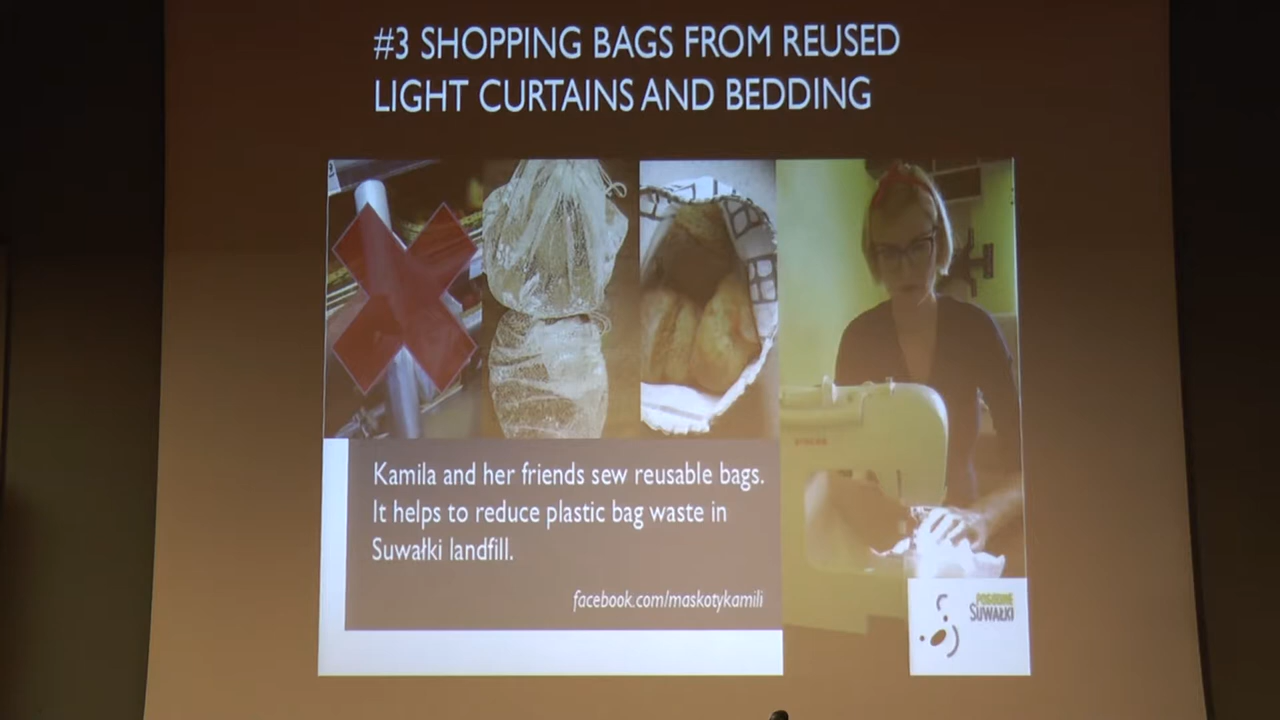 #3 SHOPPING BAGS FROM REUSED
LIGHT CURTAINS AND BEDDING
Kamila and her friends sew reusable bags.
It helps to reduce plastic bag waste in
Suwałki landfill.
facebook.com/maskotykamili
POGODNE
SUWAŁKI